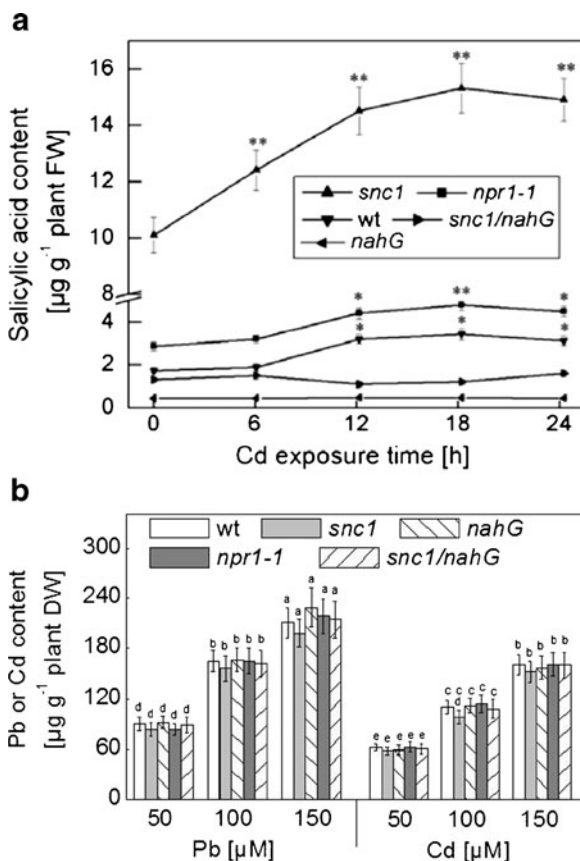 a
Salicylic acid content
[µg g⁻¹ plant FW]
16
14
12
10
8
4
2
0
** ** ** **
* ** *
* * *
snc1 npr1-1
wt snc1/nahG
nahG
0 6 12 18 24
Cd exposure time [h]
b
Pb or Cd content
[µg g⁻¹ plant DW]
300
240
180
120
60
0
wt snc1 nahG
npr1-1 snc1/nahG
d d d d d b b b b b a a a a a e e e e e c d c c c b b b b b
50 100 150 50 100 150
Pb [µM] Cd [µM]